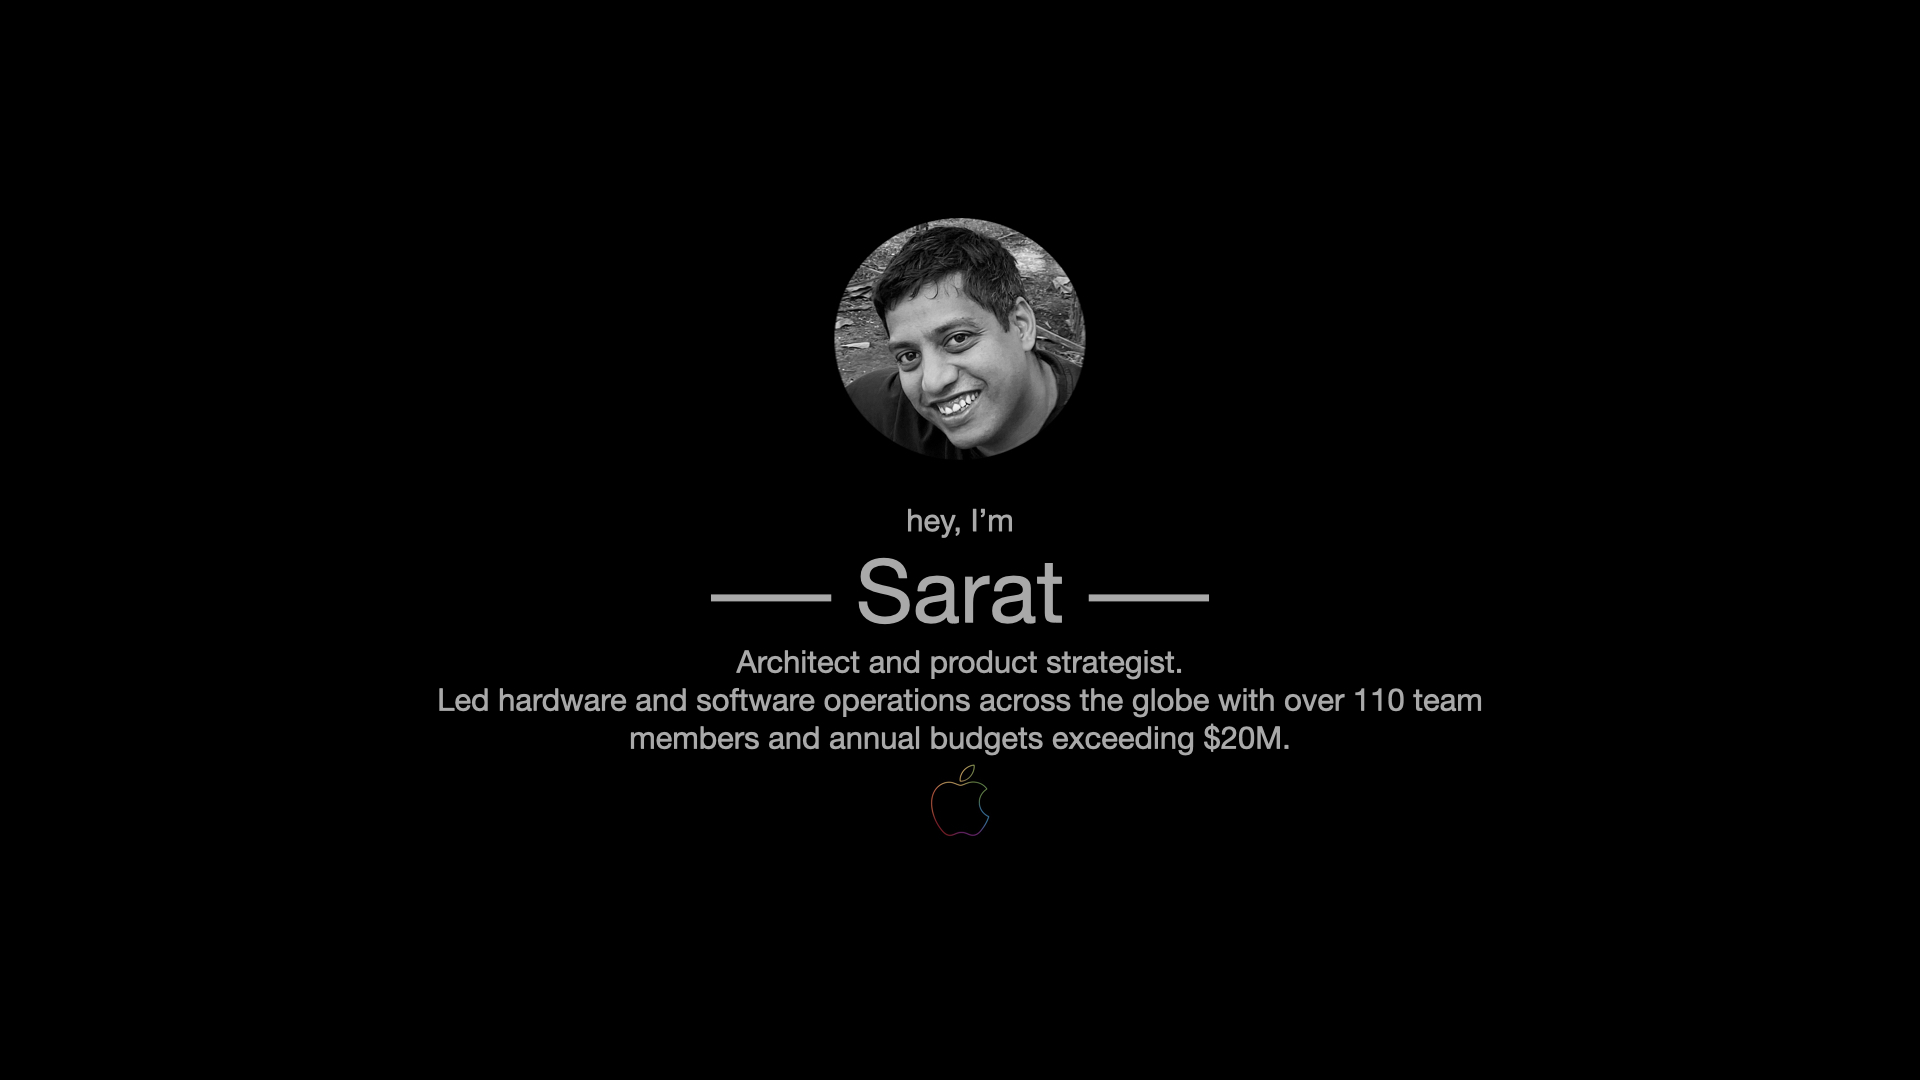 hey, I’m
Sarat
Architect and product strategist.
Led hardware and software operations across the globe with over 110 team
members and annual budgets exceeding $20M.